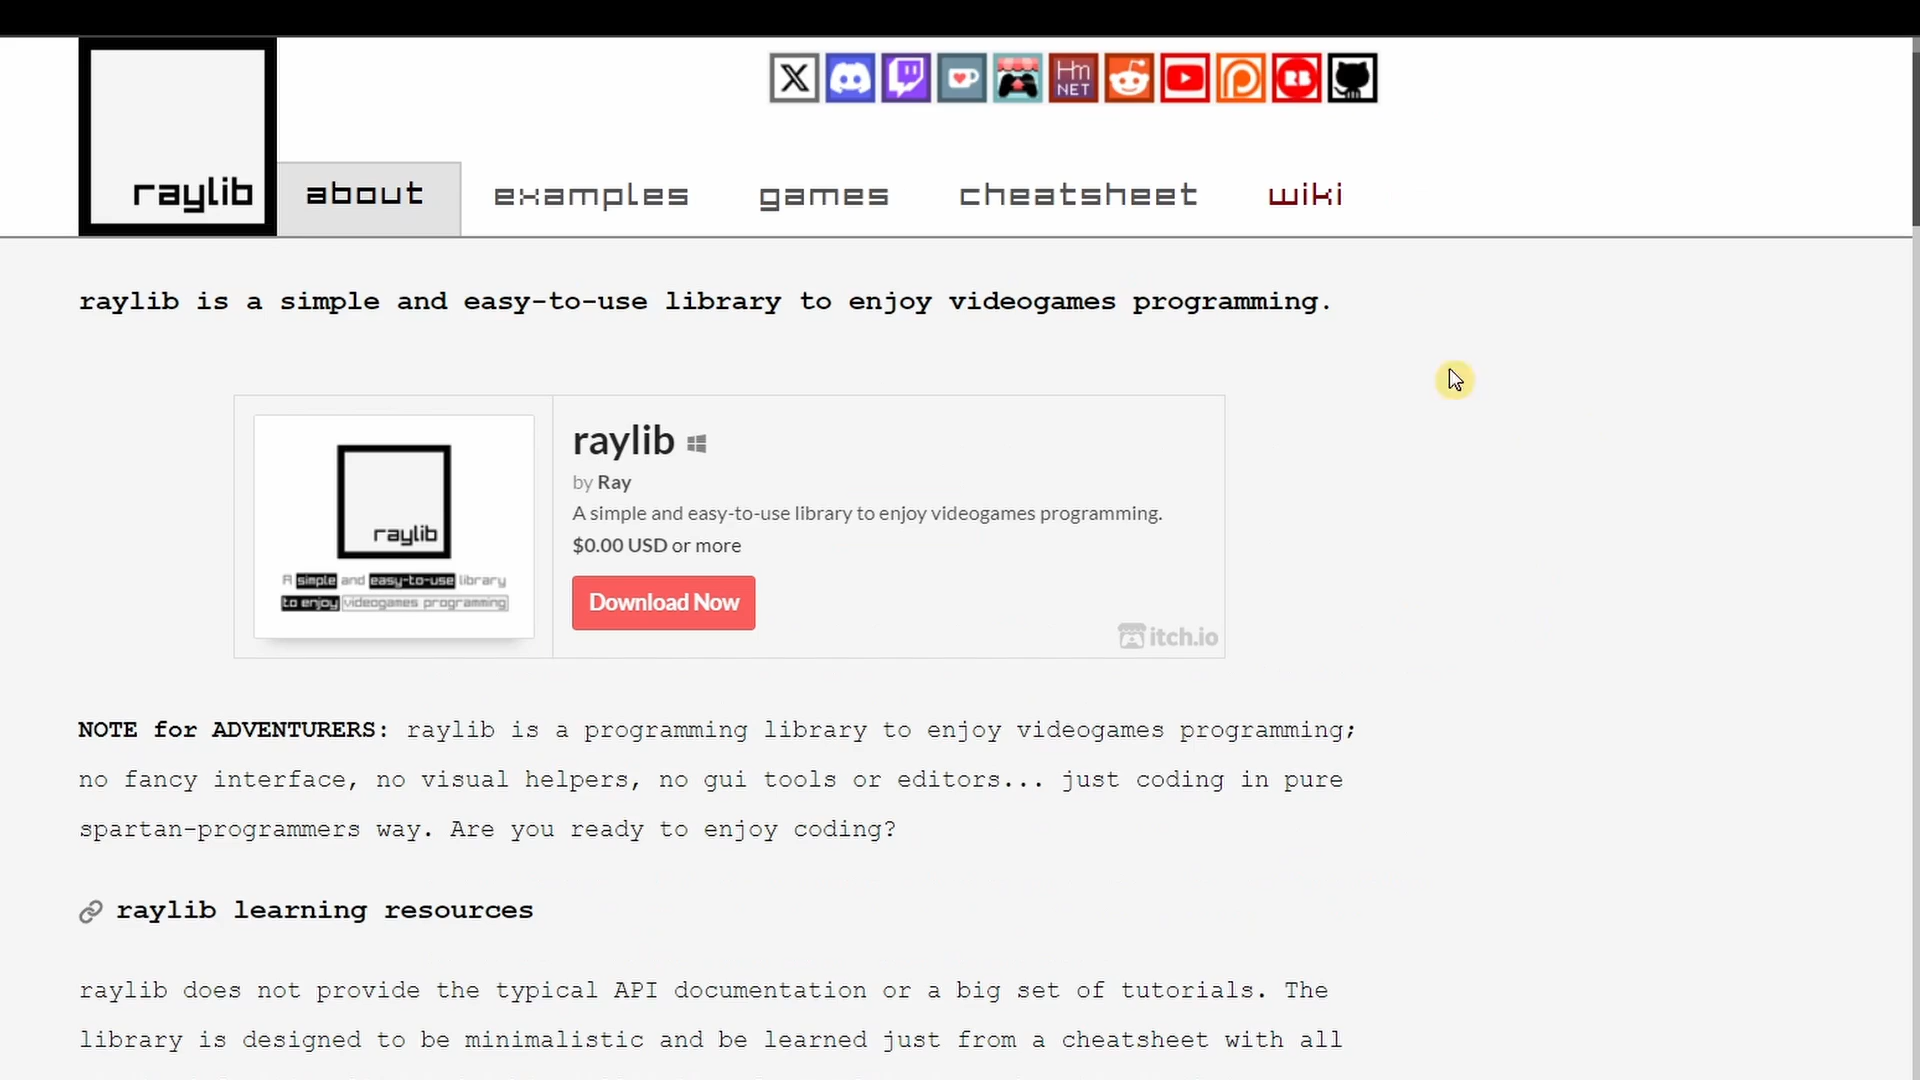 raylib
about
examples
games
cheatsheet
wiki
Hm
NET
RB
raylib is a simple and easy-to-use library to enjoy videogames programming.
raylib
A simple and easy-to-use library
to enjoy videogames programming
raylib
by Ray
A simple and easy-to-use library to enjoy videogames programming.
$0.00 USD or more
Download Now
itch.io
NOTE for ADVENTURERS: raylib is a programming library to enjoy videogames programming;
no fancy interface, no visual helpers, no gui tools or editors... just coding in pure
spartan-programmers way. Are you ready to enjoy coding?
raylib learning resources
raylib does not provide the typical API documentation or a big set of tutorials. The
library is designed to be minimalistic and be learned just from a cheatsheet with all